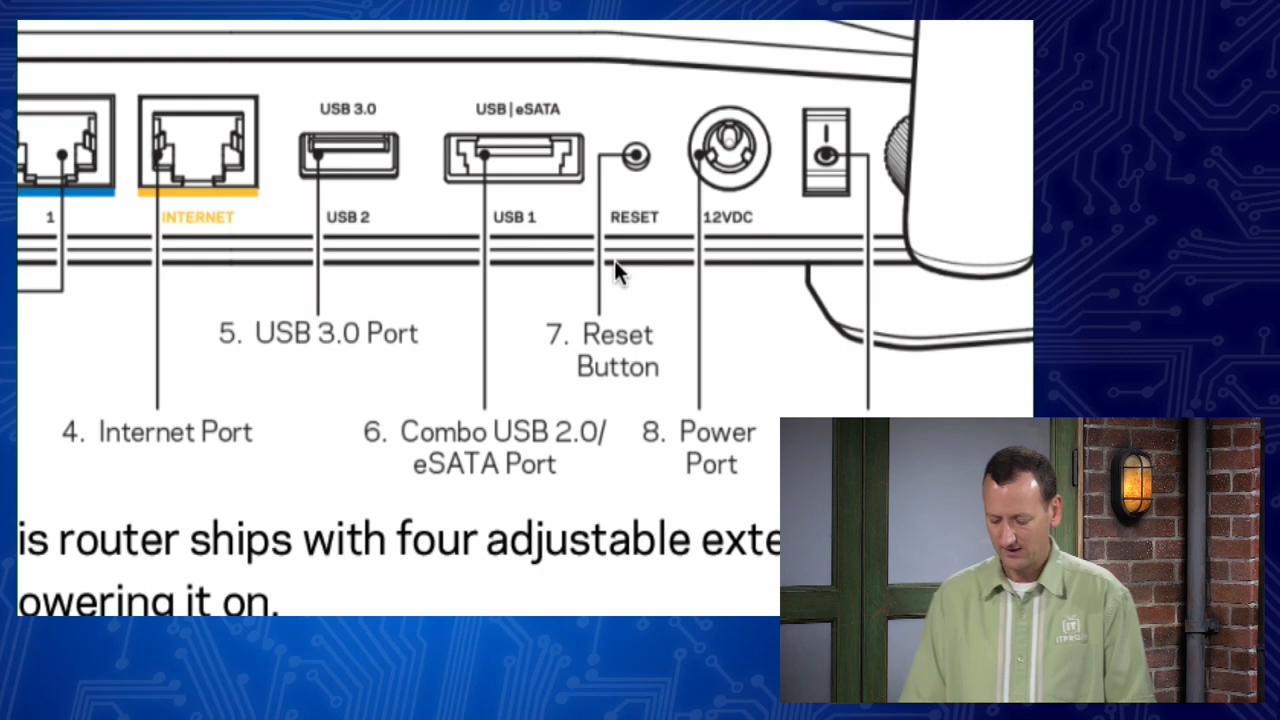 USB 3.0
USB | eSATA
1
INTERNET
USB 2
USB 1
RESET
12VDC
5. USB 3.0 Port
7. Reset
Button
4. Internet Port
6. Combo USB 2.0/
eSATA Port
8. Power
Port
is router ships with four adjustable exte
owering it on.
IT
ITPRO